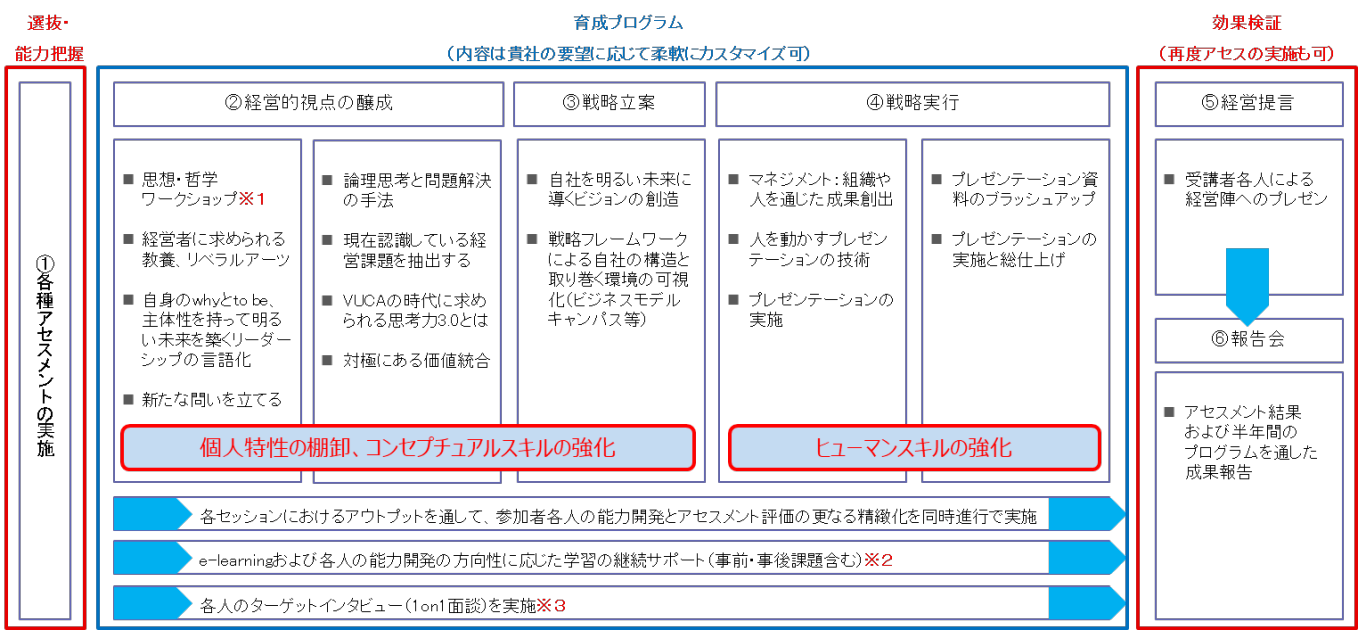 選抜・
能力把握
育成プログラム
（内容は貴社の要望に応じて柔軟にカスタマイズ可）
効果検証
（再度アセスの実施も可）
①各種アセスメントの実施
②経営的視点の醸成
③戦略立案
④戦略実行
⑤経営提言
■ 思想・哲学
ワークショップ※１
■ 経営者に求められる
教養、リベラルアーツ
■ 自身のwhyとto be、
主体性を持って明る
い未来を築くリーダー
シップの言語化
■ 新たな問いを立てる
■ 論理思考と問題解決
の手法
■ 現在認識している経
営課題を抽出する
■ VUCAの時代に求め
られる思考力3.0とは
■ 対極にある価値統合
■ 自社を明るい未来に
導くビジョンの創造
■ 戦略フレームワーク
による自社の構造と
取り巻く環境の可視
化（ビジネスモデル
キャンパス等）
■ マネジメント：組織や
人を通じた成果創出
■ 人を動かすプレゼン
テーションの技術
■ プレゼンテーションの
実施
■ プレゼンテーション資
料のブラッシュアップ
■ プレゼンテーションの
実施と総仕上げ
■ 受講者各人による
経営陣へのプレゼン
⑥報告会
■ アセスメント結果
および半年間の
プログラムを通した
成果報告
個人特性の棚卸、コンセプチュアルスキルの強化
ヒューマンスキルの強化
各セッションにおけるアウトプットを通して、参加者各人の能力開発とアセスメント評価の更なる精緻化を同時進行で実施
e-learningおよび各人の能力開発の方向性に応じた学習の継続サポート（事前・事後課題含む）※２
各人のターゲットインタビュー（1on1面談）を実施※３